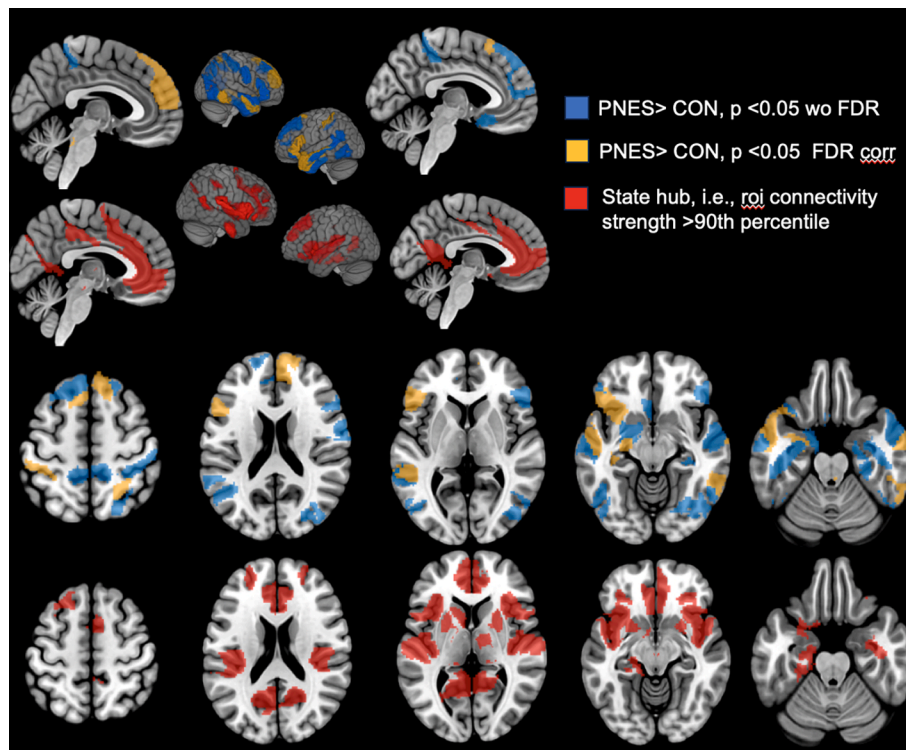 PNES> CON, p <0.05 wo FDR
PNES> CON, p <0.05  FDR corr
State hub, i.e., roi connectivity
strength >90th percentile